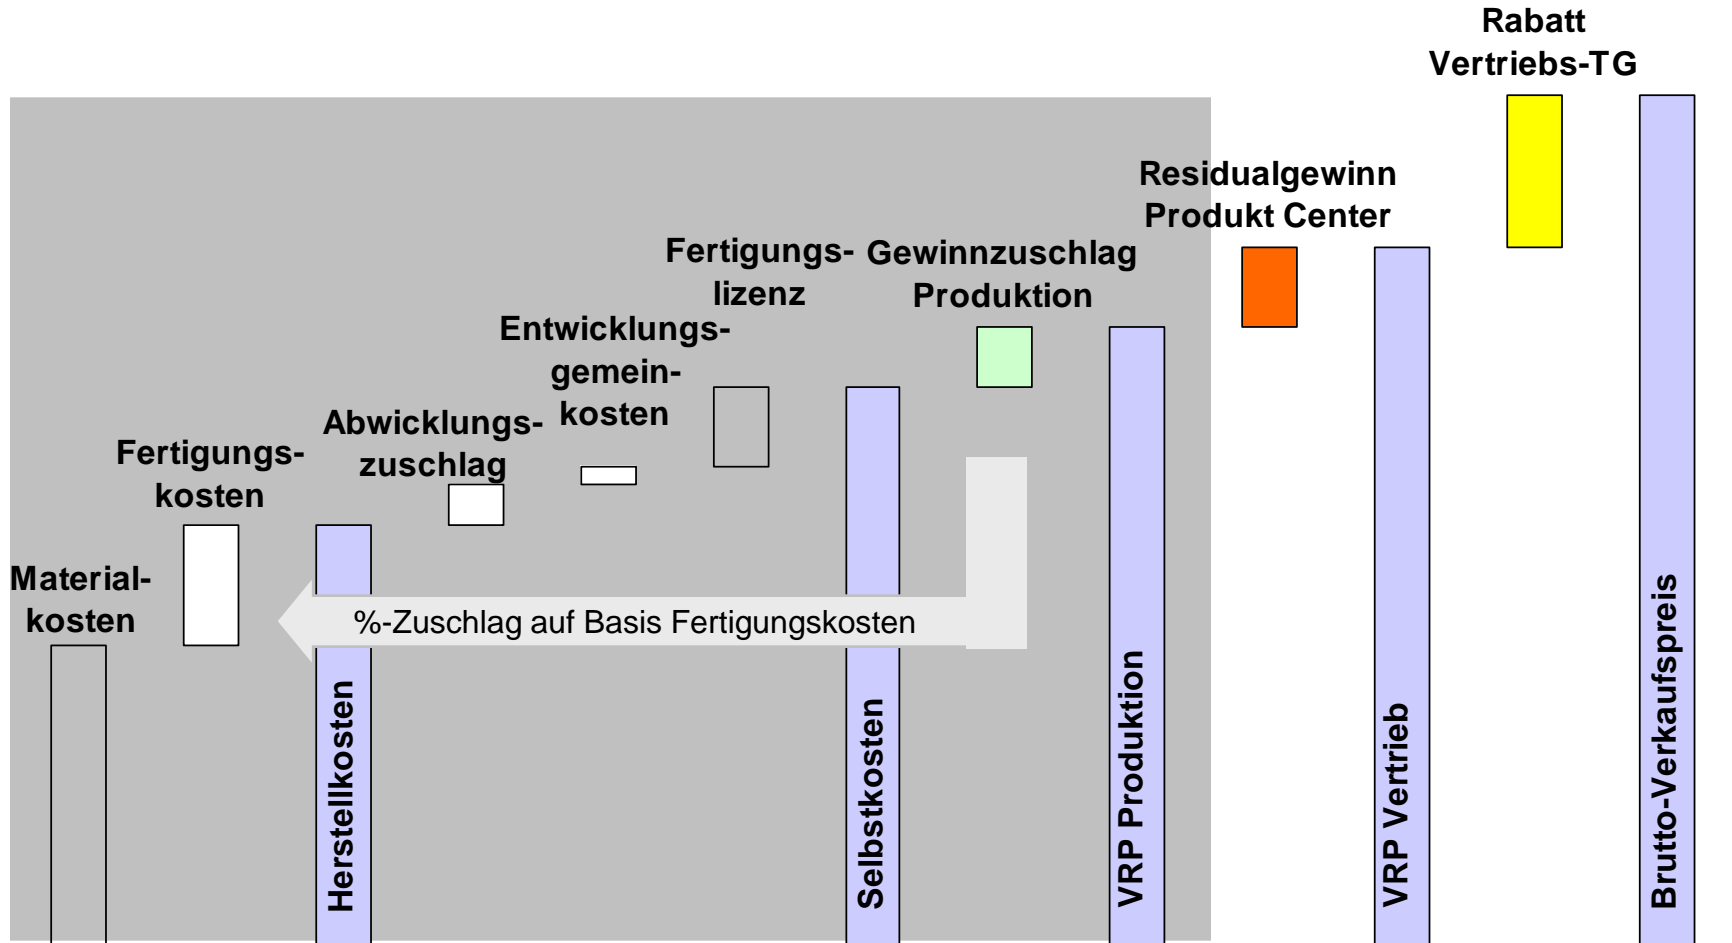 Rabatt
Vertriebs-TG
Residualgewinn
Produkt Center
Fertigungs-
lizenz
Gewinnzuschlag
Produktion
Entwicklungs-
gemein-
kosten
Abwicklungs-
zuschlag
Fertigungs-
kosten
Material-
kosten
%-Zuschlag auf Basis Fertigungskosten
Herstellkosten
Selbstkosten
VRP Produktion
VRP Vertrieb
Brutto-Verkaufspreis